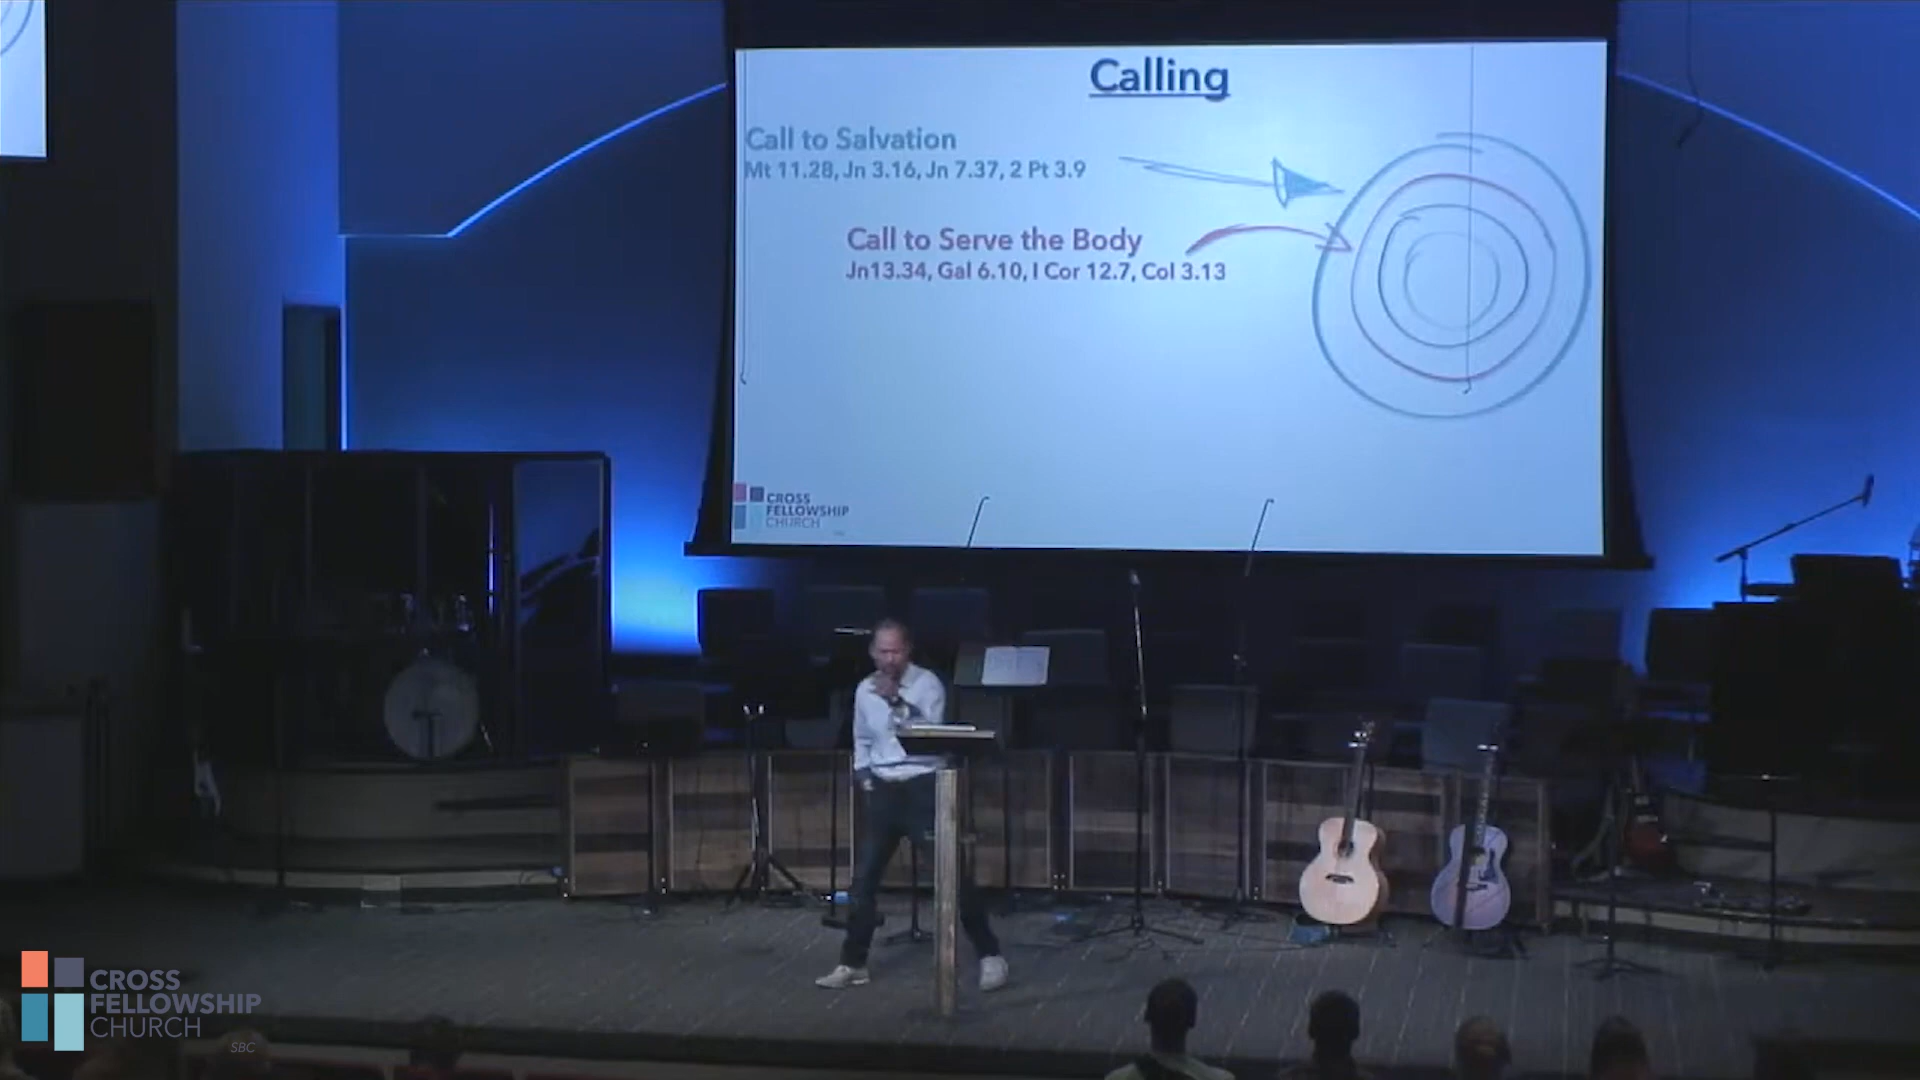 Calling
Call to Salvation
Mt 11.28, Jn 3.16, Jn 7.37, 2 Pt 3.9
Call to Serve the Body
Jn13.34, Gal 6.10, I Cor 12.7, Col 3.13
CROSS
FELLOWSHIP
CHURCH
CROSS
FELLOWSHIP
CHURCH
SBC